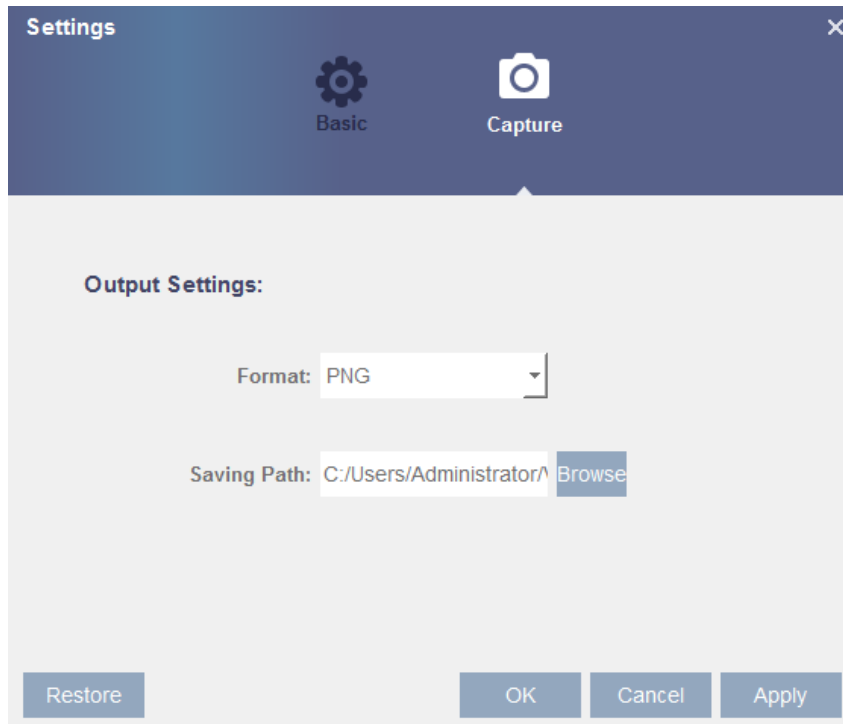 Settings
Basic
Capture
Output Settings:
Format: PNG
Saving Path: C:/Users/Administrator/ Browse
Restore OK Cancel Apply